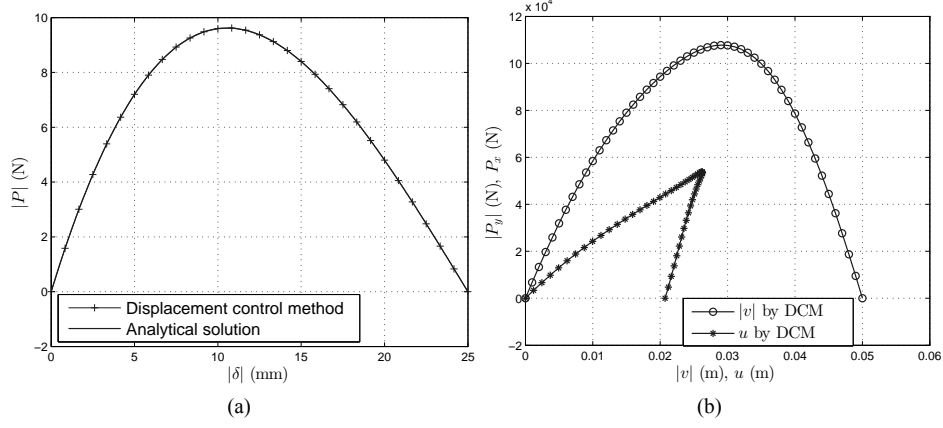 10
8
6
4
2
0
−2
0 5 10 15 20 25
|P| (N)
|δ| (mm)
Displacement control method
Analytical solution
(a)
12 x 10⁴
10
8
6
4
2
0
−2
0 0.01 0.02 0.03 0.04 0.05 0.06
|P_y| (N), P_x (N)
|v| (m), u (m)
|v| by DCM
u by DCM
(b)